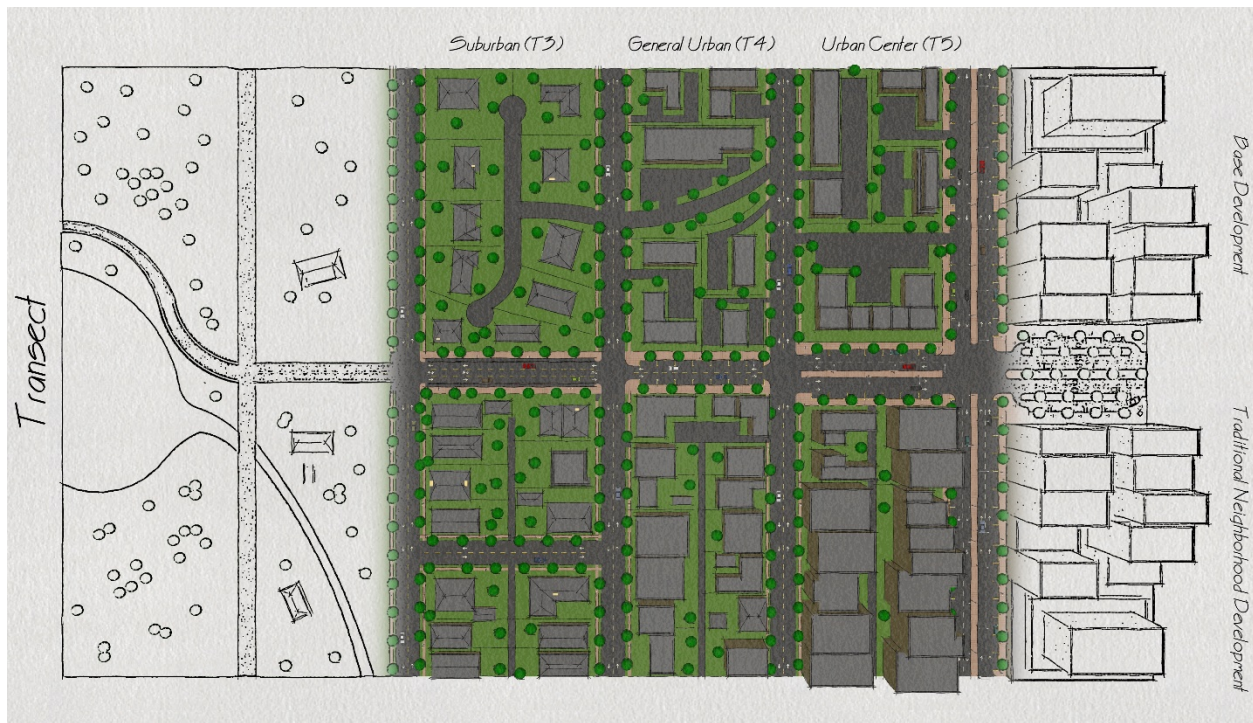 Suburban (T3)
General Urban (T4)
Urban Center (T5)
Transect
Base Development
Traditional Neighborhood Development